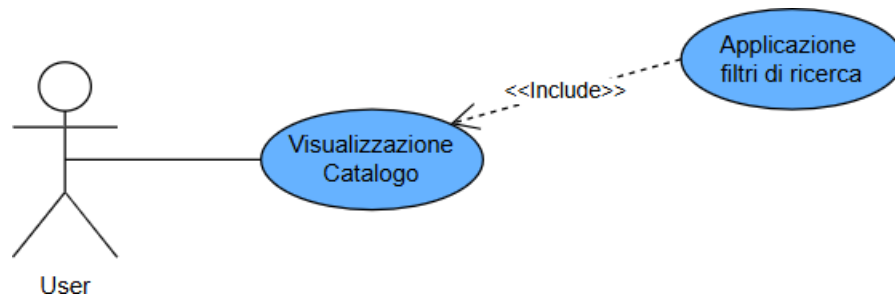 Applicazione
filtri di ricerca
<<Include>>
Visualizzazione
Catalogo
User